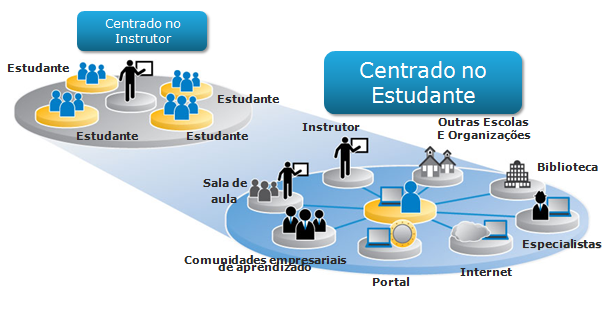 Centrado no
Instrutor
Estudante
Estudante
Estudante
Estudante
Centrado no
Estudante
Instrutor
Outras Escolas
E Organizações
Biblioteca
Sala de
aula
Especialistas
Comunidades empresariais
de aprendizado
Internet
Portal